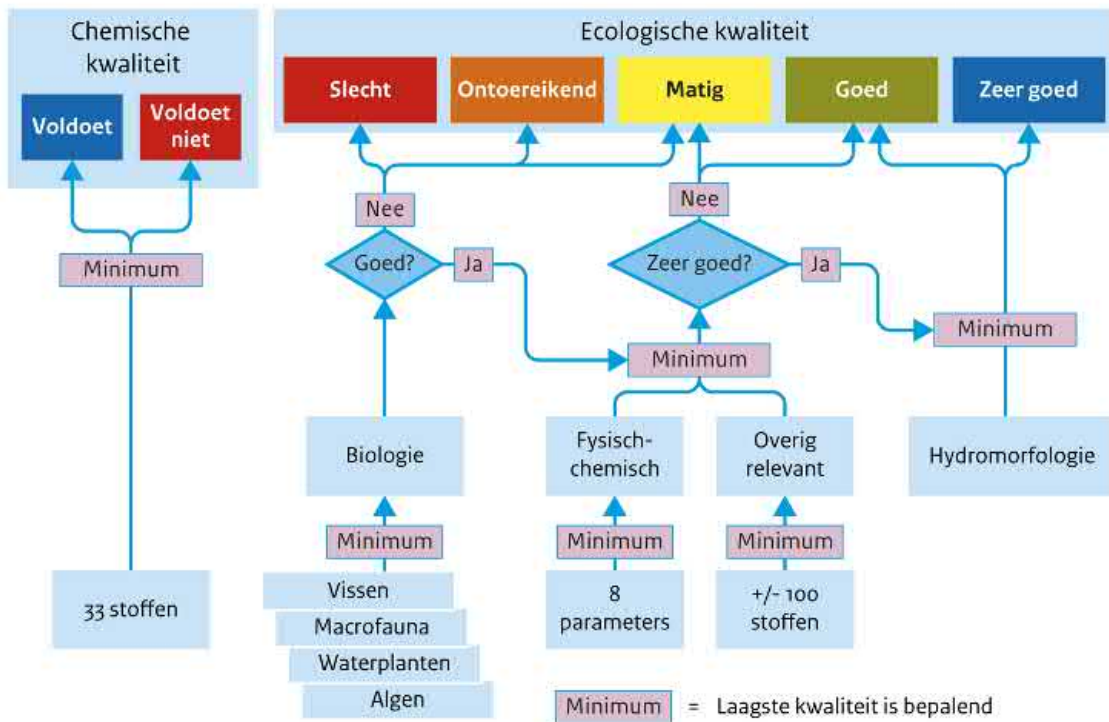 Chemische
kwaliteit
Voldoet
Voldoet
niet
Minimum
33 stoffen
Ecologische kwaliteit
Slecht
Ontoereikend
Matig
Goed
Zeer goed
Nee
Nee
Goed?
Ja
Zeer goed?
Ja
Minimum
Minimum
Biologie
Fysisch-
chemisch
Overig
relevant
Hydromorfologie
Minimum
Minimum
Minimum
Vissen
Macrofauna
Waterplanten
Algen
8
parameters
+/- 100
stoffen
Minimum = Laagste kwaliteit is bepalend